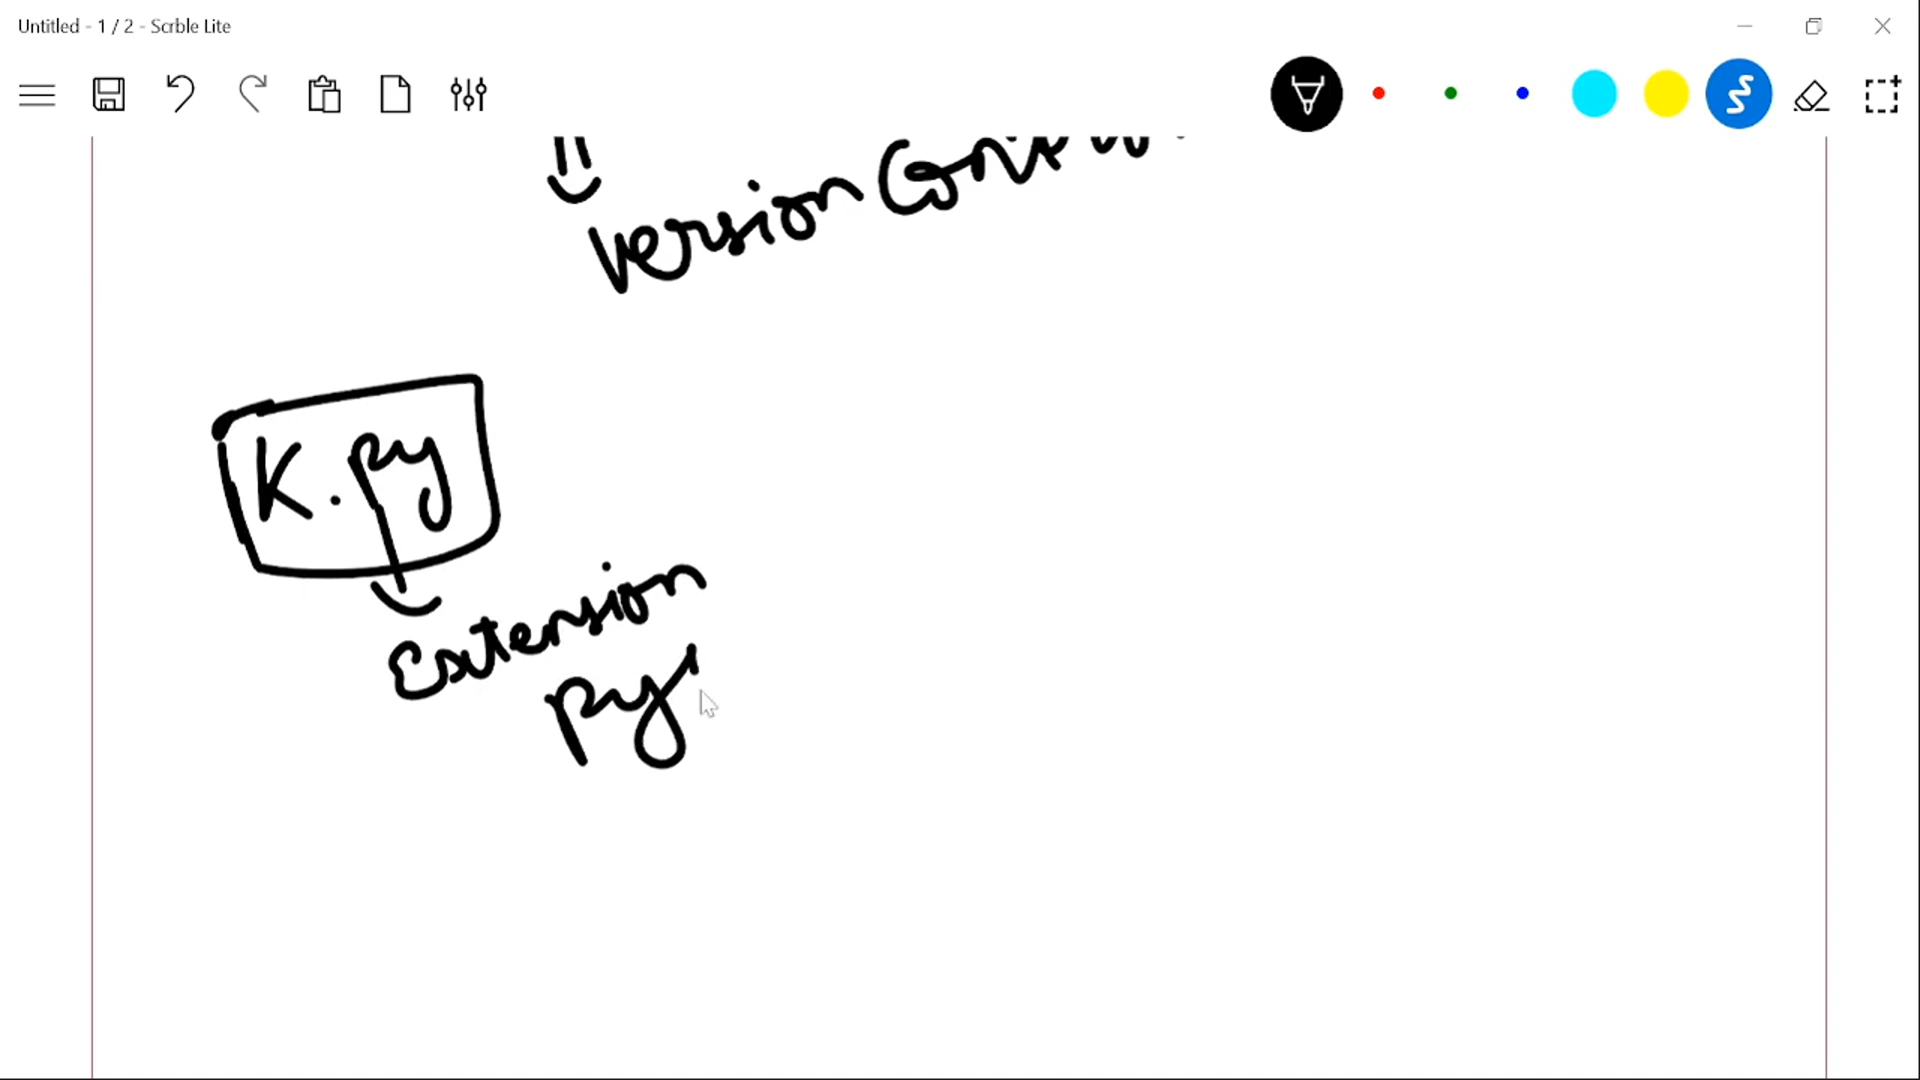 Untitled - 1 / 2 - Scrble Lite
Version
K.py
Extension
py